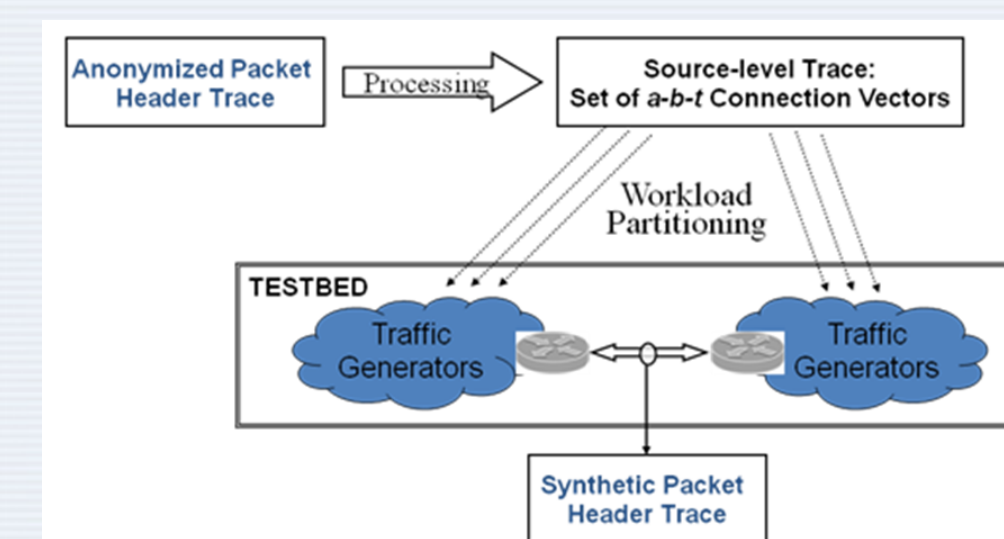 Anonymized Packet
Header Trace
Processing
Source-level Trace:
Set of a-b-t Connection Vectors
Workload
Partitioning
TESTBED
Traffic
Generators
Traffic
Generators
Synthetic Packet
Header Trace